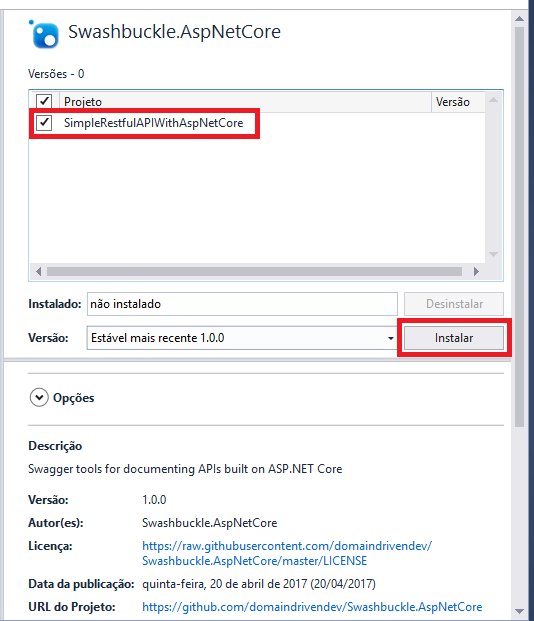 Swashbuckle.AspNetCore
Versões - 0
Projeto Versão
SimpleRestfulAPIWithAspNetCore
Instalado: não instalado Desinstalar
Versão: Estável mais recente 1.0.0 Instalar
Opções
Descrição
Swagger tools for documenting APIs built on ASP.NET Core
Versão: 1.0.0
Autor(es): Swashbuckle.AspNetCore
Licença: https://raw.githubusercontent.com/domaindrivendev/
Swashbuckle.AspNetCore/master/LICENSE
Data da publicação: quinta-feira, 20 de abril de 2017 (20/04/2017)
URL do Projeto: https://github.com/domaindrivendev/Swashbuckle.AspNetCore